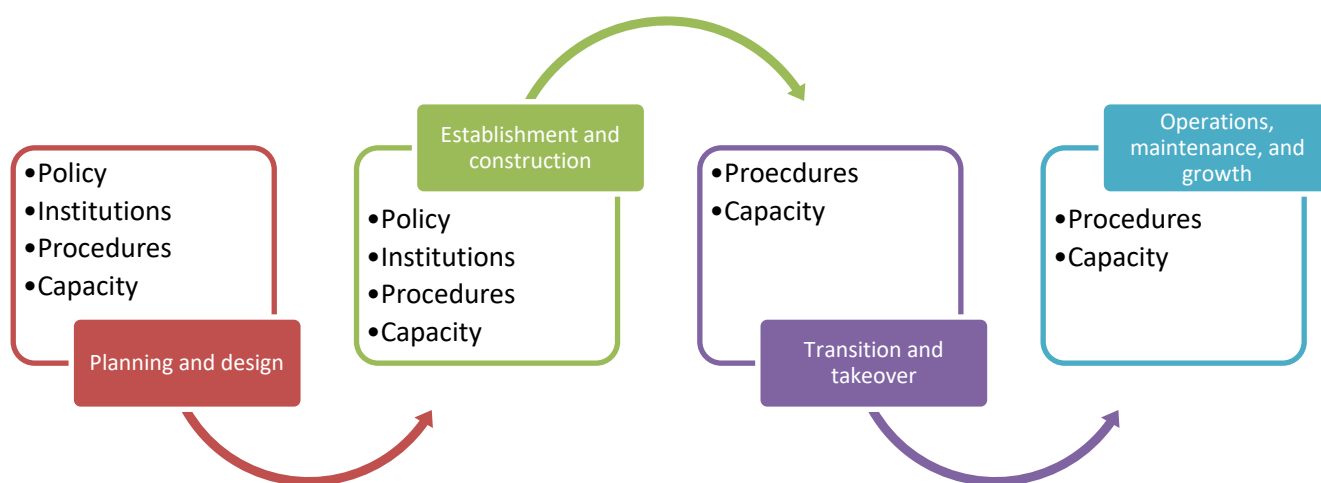 •Policy
•Institutions
•Procedures
•Capacity
Planning and design
Establishment and
construction
•Policy
•Institutions
•Procedures
•Capacity
•Proecdures
•Capacity
Transition and
takeover
Operations,
maintenance, and
growth
•Procedures
•Capacity